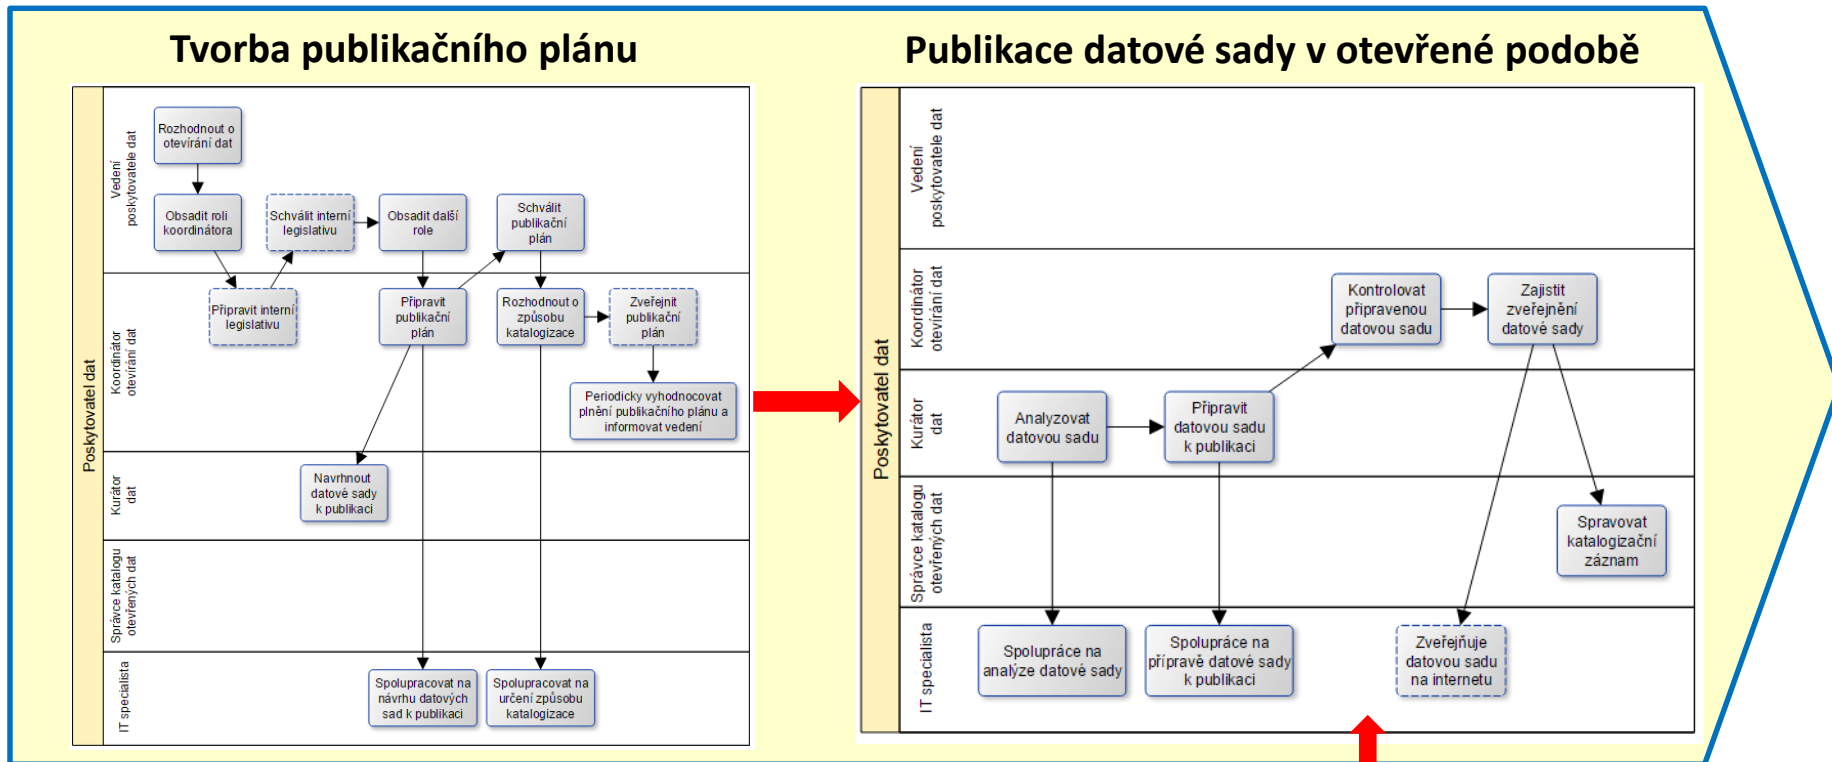 Tvorba publikačního plánu
Poskytovatel dat
Vedení
poskytovatele dat
Rozhodnout o
otevírání dat
Obsadit roli
koordinátora
Schválit interní
legislativu
Obsadit další
role
Schválit
publikační
plán
Koordinátor
otevírání dat
Připravit interní
legislativu
Připravit
publikační
plán
Rozhodnout o
způsobu
katalogizace
Zveřejnit
publikační
plán
Periodicky vyhodnocovat
plnění publikačního plánu a
informovat vedení
Kurátor
dat
Navrhnout
datové sady
k publikaci
Správce katalogu
otevřených dat
IT specialista
Spolupracovat na
návrhu datových
sad k publikaci
Spolupracovat na
určení způsobu
katalogizace
Publikace datové sady v otevřené podobě
Poskytovatel dat
Vedení
poskytovatele dat
Koordinátor
otevírání dat
Kontrolovat
připravenou
datovou sadu
Zajistit
zveřejnění
datové sady
Kurátor
dat
Analyzovat
datovou sadu
Připravit
datovou sadu
k publikaci
Správce katalogu
otevřených dat
Spravovat
katalogizační
záznam
IT specialista
Spolupráce na
analýze datové sady
Spolupráce na
přípravě datové sady
k publikaci
Zveřejňuje
datovou sadu
na internetu